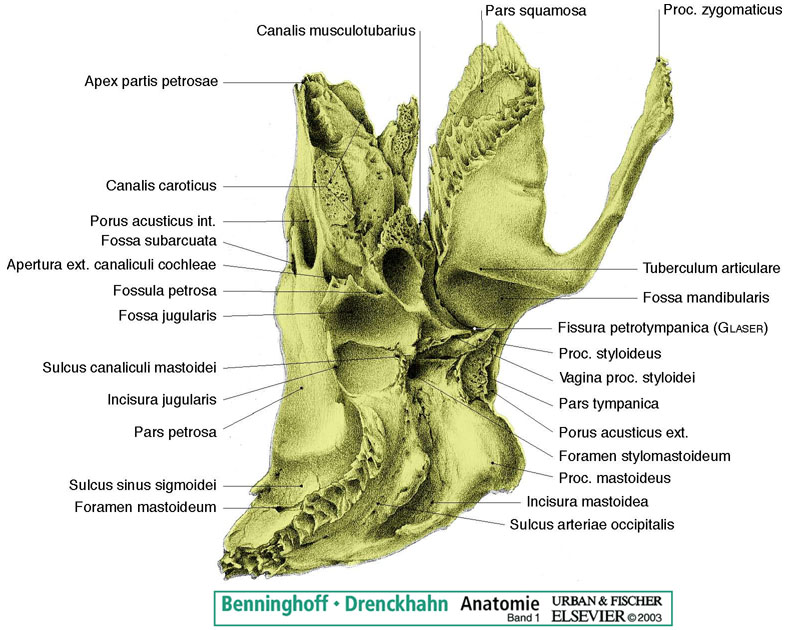 Pars squamosa
Proc. zygomaticus
Canalis musculotubarius
Apex partis petrosae
Canalis caroticus
Porus acusticus int.
Fossa subarcuata
Apertura ext. canaliculi cochleae
Fossula petrosa
Fossa jugularis
Sulcus canaliculi mastoidei
Incisura jugularis
Pars petrosa
Sulcus sinus sigmoidei
Foramen mastoideum
Tuberculum articulare
Fossa mandibularis
Fissura petrotympanica (GLASER)
Proc. styloideus
Vagina proc. styloidei
Pars tympanica
Porus acusticus ext.
Foramen stylomastoideum
Proc. mastoideus
Incisura mastoidea
Sulcus arteriae occipitalis
Benninghoff · Drenckhahn Anatomie URBAN & FISCHER
Band 1 ELSEVIER © 2003